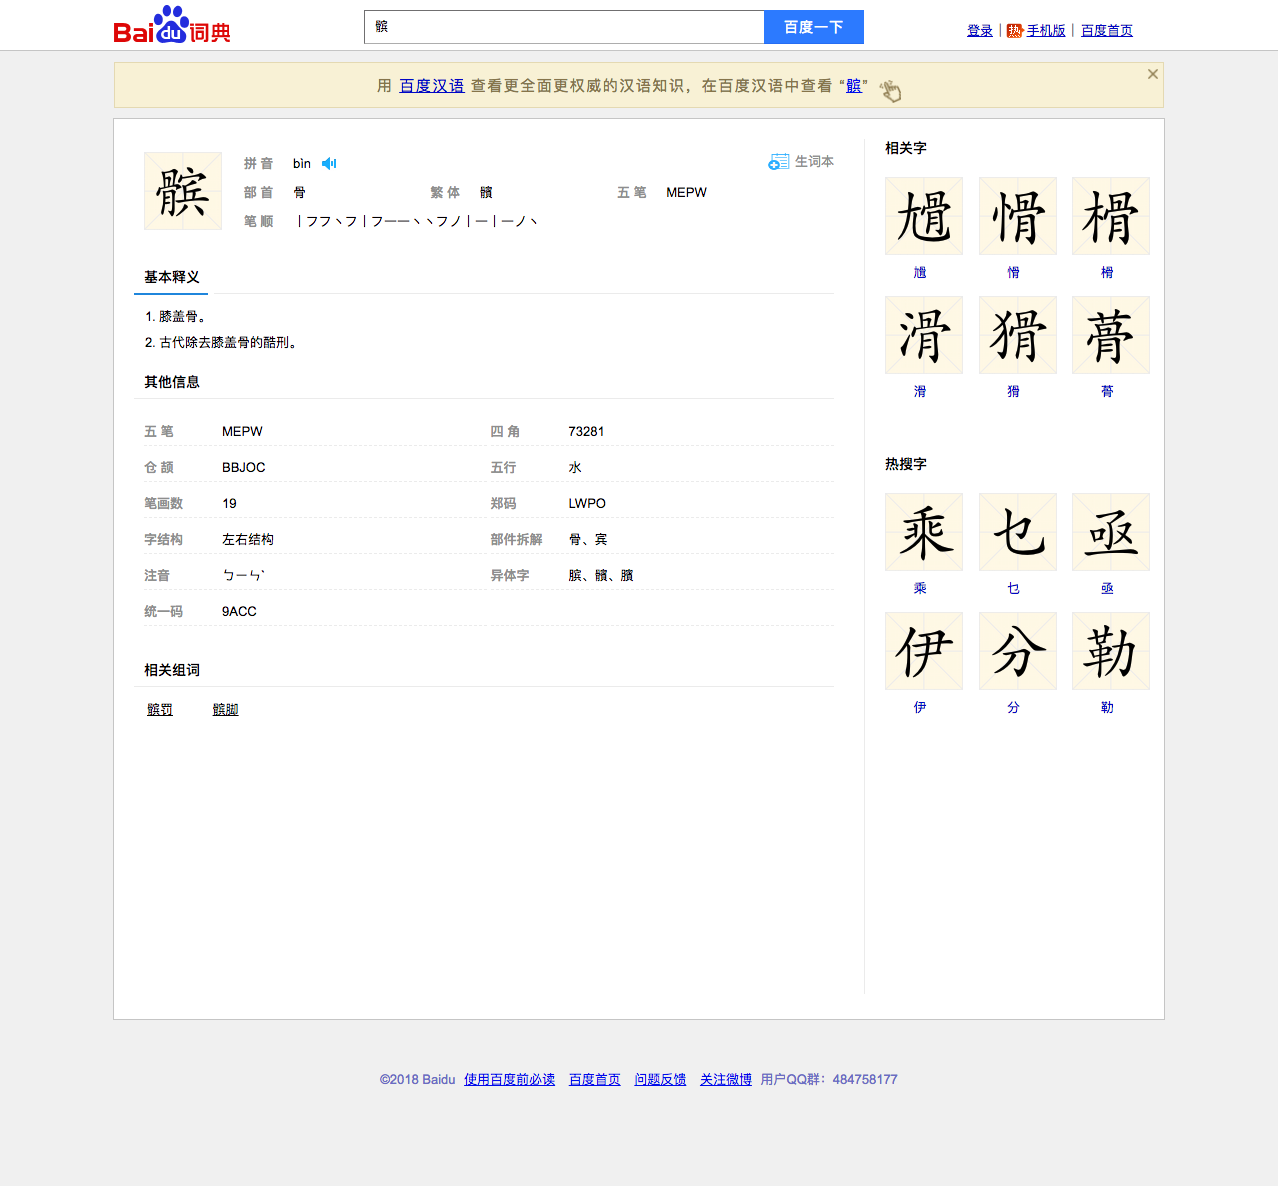 Bai du 词典
髌
百度一下
登录 | 热 手机版 | 百度首页
用 百度汉语 查看更全面更权威的汉语知识，在百度汉语中查看 “髌”
髌
拼 音 bìn
生词本
部 首 骨 繁 体 髕 五 笔 MEPW
笔 顺 丨フフ丶フ丨フ一一丶丶フノ丨一丨一ノ丶
基本释义
1. 膝盖骨。
2. 古代除去膝盖骨的酷刑。
其他信息
五 笔 MEPW 四 角 73281
仓 颉 BBJOC 五行 水
笔画数 19 郑码 LWPO
字结构 左右结构 部件拆解 骨、宾
注音 ㄅㄧㄣˋ 异体字 膑、髕、臏
统一码 9ACC
相关组词
髌罚 髌脚
相关字
尳 愲 榾
尳 愲 榾
滑 猾 蓇
滑 猾 蓇
热搜字
乘 乜 亟
乘 乜 亟
伊 分 勒
伊 分 勒
©2018 Baidu 使用百度前必读 百度首页 问题反馈 关注微博 用户QQ群：484758177